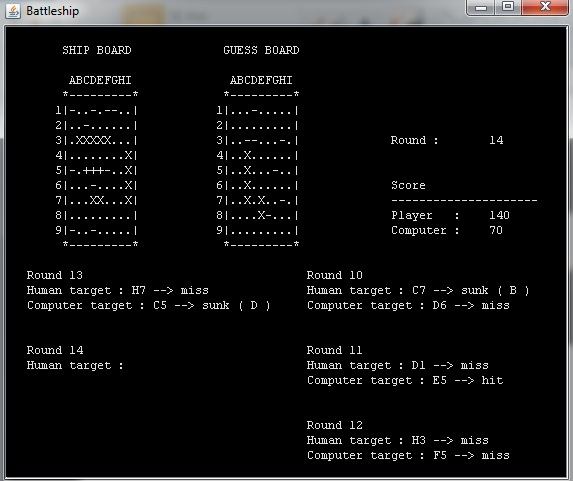 Battleship
SHIP BOARD GUESS BOARD
ABCDEFGHI ABCDEFGHI
*---------* *---------*
1|-..-.--..| 1|...-.....|
2|..-......| 2|.........|
3|.XXXXX...| 3|..--...-.| Round : 14
4|........X| 4|..X......|
5|-.+++-..X| 5|..X...-..|
6|...-....X| 6|..X......| Score
7|...XX...X| 7|..X.X..-.| ----------------------
8|.........| 8|....X-...| Player : 140
9|-..-.....| 9|.........| Computer : 70
*---------* *---------*
Round 13 Round 10
Human target : H7 --> miss Human target : C7 --> sunk ( B )
Computer target : C5 --> sunk ( D ) Computer target : D6 --> miss
Round 14 Round 11
Human target : Human target : D1 --> miss
Computer target : E5 --> hit
Round 12
Human target : H3 --> miss
Computer target : F5 --> miss